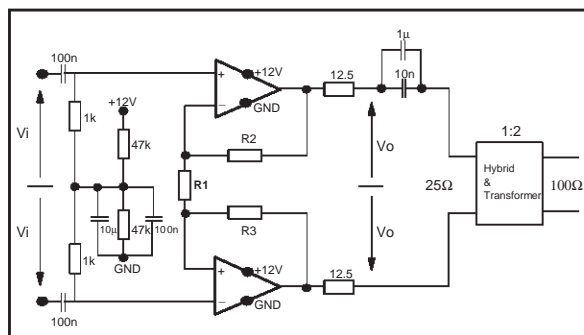 100n
+12V
Vi
1k
47k
10µ
47k
100n
GND
Vi
1k
100n
+
+12V
−
GND
R2
R1
R3
+
+12V
−
GND
12.5
1µ
10n
Vo
Vo
12.5
1:2
25Ω
Hybrid
&
Transformer
100Ω